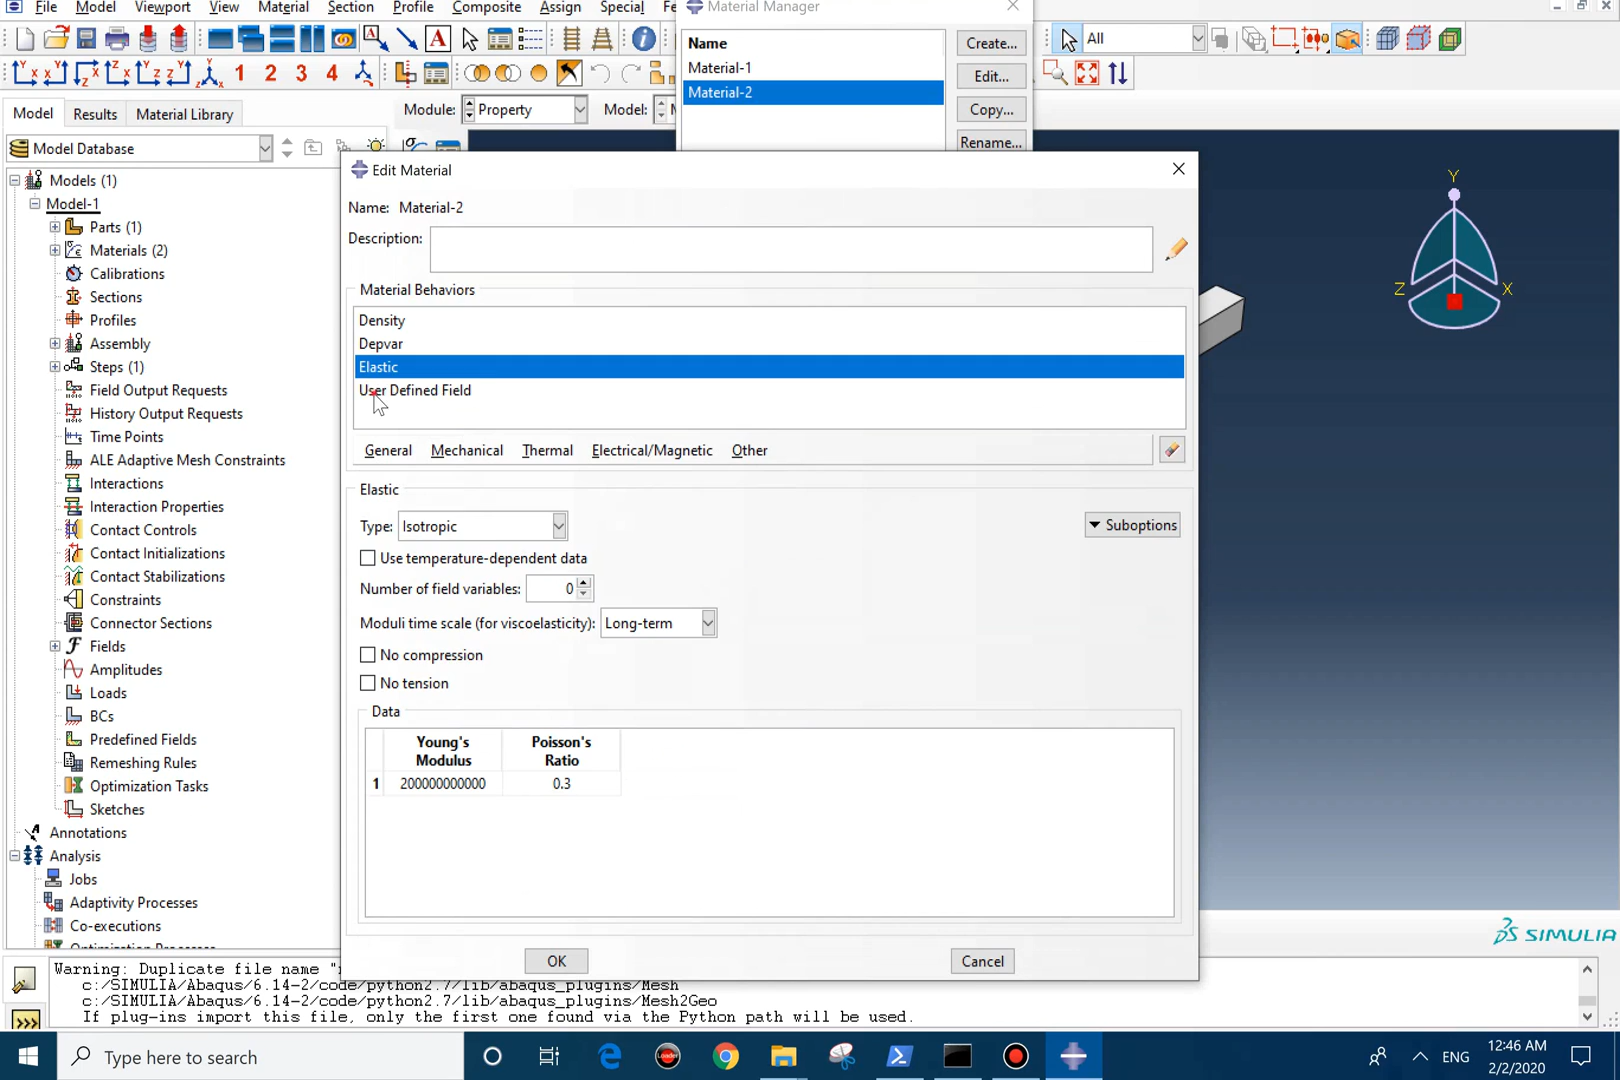 File Model Viewport View Material Section Profile Composite Assign Special Fe
Material Manager
Name
Material-1
Material-2
Create...
Edit...
Copy...
Rename...
All
1 2 3 4
Model Results Material Library
Module: Property Model: M
Model Database
Models (1)
Model-1
Parts (1)
Materials (2)
Calibrations
Sections
Profiles
Assembly
Steps (1)
Field Output Requests
History Output Requests
Time Points
ALE Adaptive Mesh Constraints
Interactions
Interaction Properties
Contact Controls
Contact Initializations
Contact Stabilizations
Constraints
Connector Sections
Fields
Amplitudes
Loads
BCs
Predefined Fields
Remeshing Rules
Optimization Tasks
Sketches
Annotations
Analysis
Jobs
Adaptivity Processes
Co-executions
Optimization Processes
Edit Material
Name: Material-2
Description:
Material Behaviors
Density
Depvar
Elastic
User Defined Field
General Mechanical Thermal Electrical/Magnetic Other
Elastic
Type: Isotropic
Suboptions
Use temperature-dependent data
Number of field variables: 0
Moduli time scale (for viscoelasticity): Long-term
No compression
No tension
Data
Young's Modulus
Poisson's Ratio
1 200000000000 0.3
OK
Cancel
Y
Z
X
SIMULIA
Warning: Duplicate file name "
c:/SIMULIA/Abaqus/6.14-2/code/python2.7/lib/abaqus_plugins/Mesh
c:/SIMULIA/Abaqus/6.14-2/code/python2.7/lib/abaqus_plugins/Mesh2Geo
If plug-ins import this file, only the first one found via the Python path will be used.
>>>
Type here to search
Loader
ENG
12:46 AM
2/2/2020